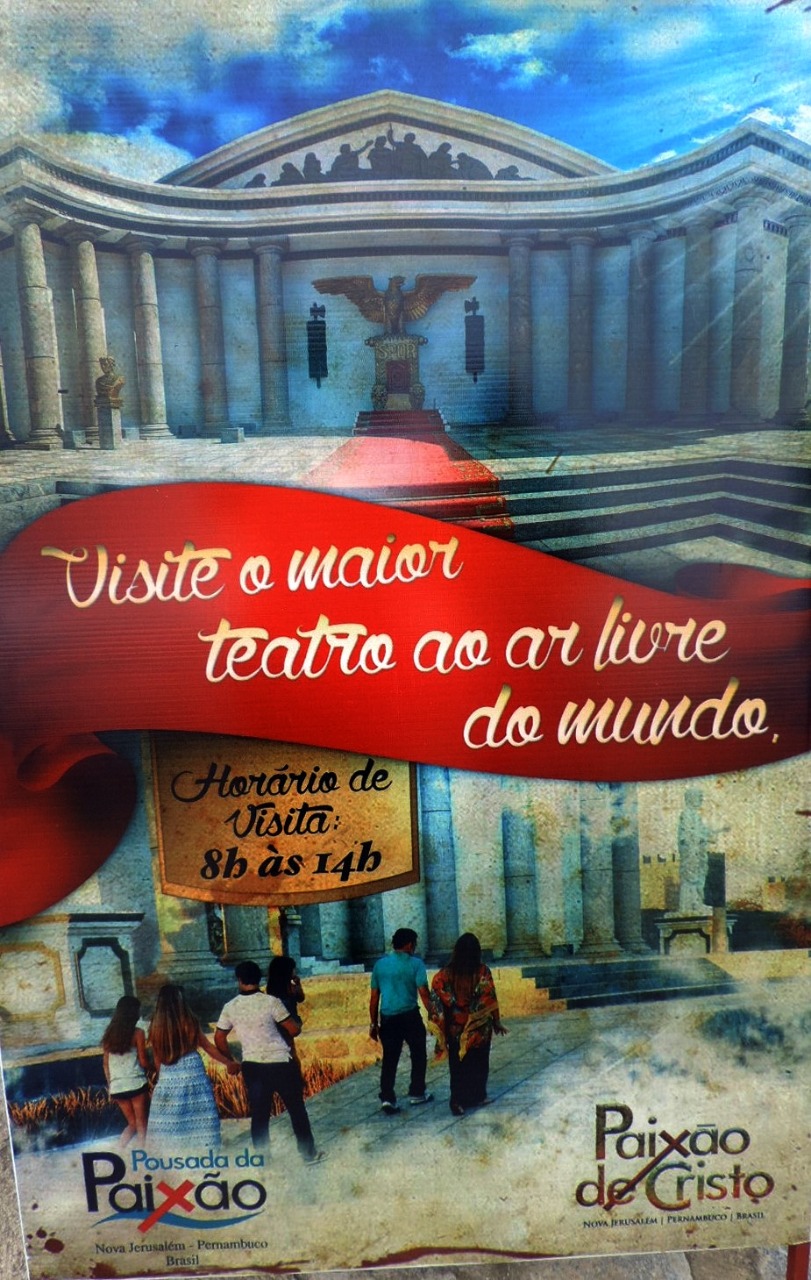 SPQR
Visite o maior
teatro ao ar livre
do mundo.
Horário de
Visita:
8h às 14h
Pousada da
Paixão
Nova Jerusalém - Pernambuco
Brasil
Paixão
de Cristo
Nova Jerusalém | Pernambuco | Brasil